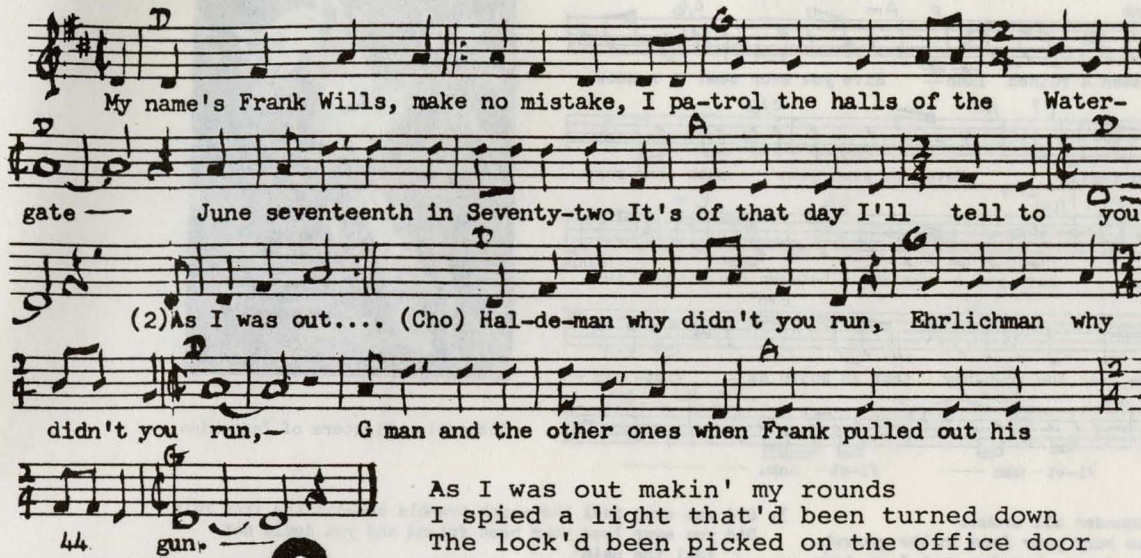 D G
My name's Frank Wills, make no mistake, I pa-trol the halls of the Water-
D A D
gate — June seventeenth in Seventy-two It's of that day I'll tell to you
D G
(2)As I was out.... (Cho) Hal-de-man why didn't you run, Ehrlichman why
D A
didn't you run,- G man and the other ones when Frank pulled out his
G
44 gun.
As I was out makin' my rounds
I espied a light that'd been turned down
The lock'd been picked on the office door